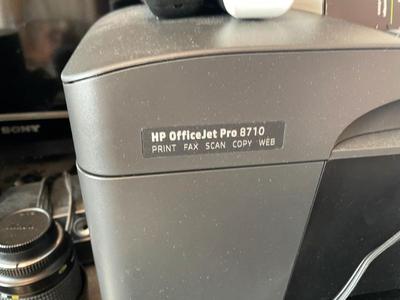 HP OfficeJet Pro 8710
PRINT FAX SCAN COPY WEB
SONY